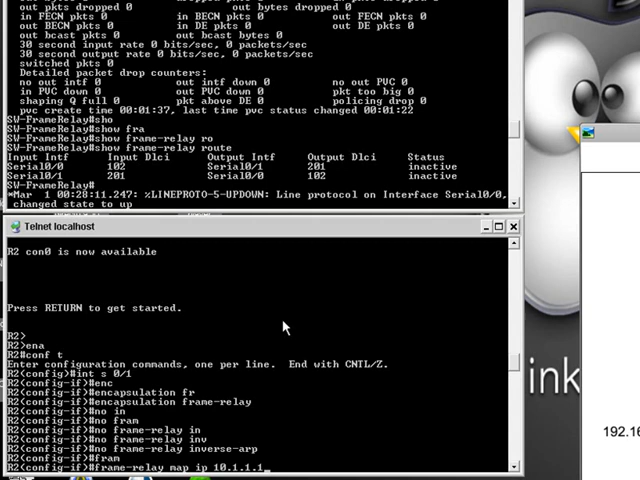 out pkts dropped 0          out bytes dropped 0
in FECN pkts 0      in BECN pkts 0      out FECN pkts 0
out BECN pkts 0     in DE pkts 0        out DE pkts 0
out bcast pkts 0    out bcast bytes 0
30 second input rate 0 bits/sec, 0 packets/sec
30 second output rate 0 bits/sec, 0 packets/sec
switched pkts 0
Detailed packet drop counters:
no out intf 0       out intf down 0     no out PVC 0
in PVC down 0       out PVC down 0      pkt too big 0
shaping Q full 0    pkt above DE 0      policing drop 0
pvc create time 00:01:37, last time pvc status changed 00:01:22
SW-FrameRelay#sho
SW-FrameRelay#show fra
SW-FrameRelay#show frame-relay ro
SW-FrameRelay#show frame-relay route
Input Intf      Input Dlci      Output Intf     Output Dlci     Status
Serial0/0       102             Serial0/1       201             inactive
Serial0/1       201             Serial0/0       102             inactive
SW-FrameRelay#
*Mar  1 00:28:11.247: %LINEPROTO-5-UPDOWN: Line protocol on Interface Serial0/0,
changed state to up
Telnet localhost
R2 con0 is now available
Press RETURN to get started.
R2>
R2>ena
R2#conf t
Enter configuration commands, one per line.  End with CNTL/Z.
R2(config)#int s 0/1
R2(config-if)#enc
R2(config-if)#encapsulation fr
R2(config-if)#encapsulation frame-relay
R2(config-if)#no in
R2(config-if)#no fram
R2(config-if)#no frame-relay in
R2(config-if)#no frame-relay inv
R2(config-if)#no frame-relay inverse-arp
R2(config-if)#fram
R2(config-if)#frame-relay map ip 10.1.1.1_
ink
192.16